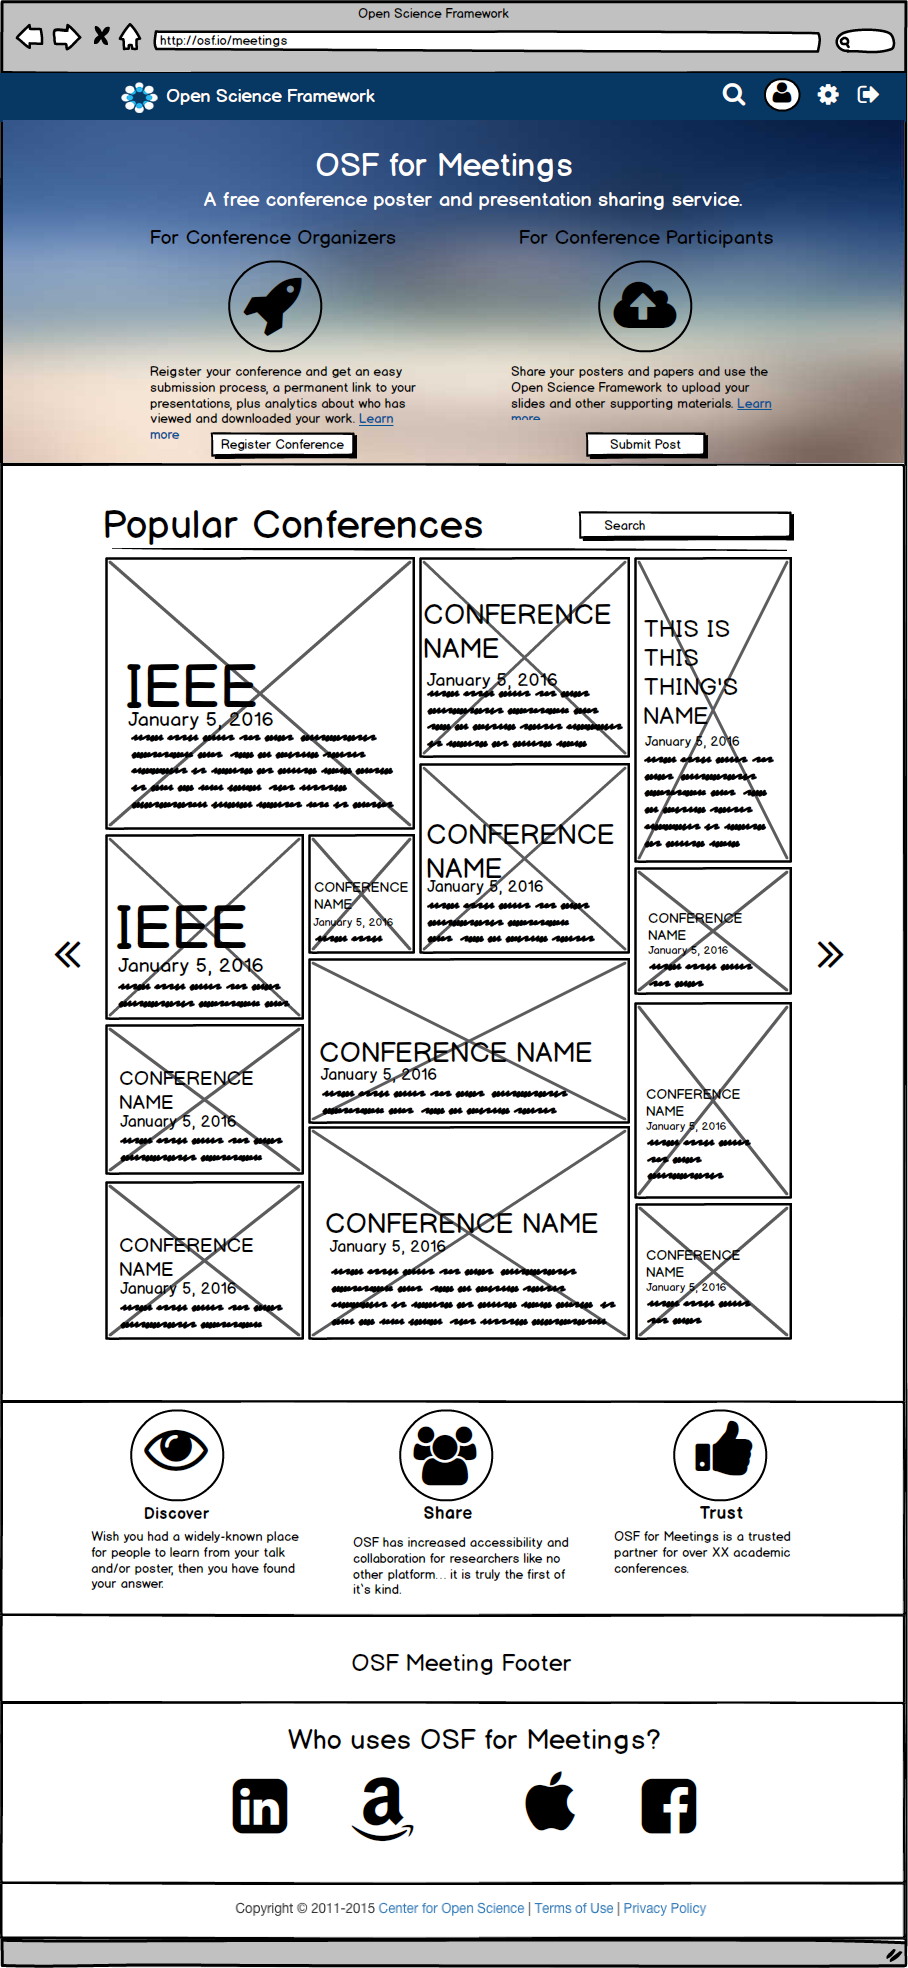 Open Science Framework
http://osf.io/meetings
Open Science Framework
OSF for Meetings
A free conference poster and presentation sharing service.
For Conference Organizers
Reigster your conference and get an easy
submission process, a permanent link to your
presentations, plus analytics about who has
viewed and downloaded your work. Learn
more
Register Conference
For Conference Participants
Share your posters and papers and use the
Open Science Framework to upload your
slides and other supporting materials. Learn
more
Submit Post
Popular Conferences
Search
IEEE
January 5, 2016
CONFERENCE
NAME
January 5, 2016
THIS IS
THIS
THING'S
NAME
January 5, 2016
CONFERENCE
NAME
January 5, 2016
IEEE
January 5, 2016
CONFERENCE
NAME
January 5, 2016
CONFERENCE
NAME
January 5, 2016
CONFERENCE NAME
January 5, 2016
CONFERENCE
NAME
January 5, 2016
CONFERENCE
NAME
January 5, 2016
CONFERENCE NAME
January 5, 2016
CONFERENCE
NAME
January 5, 2016
CONFERENCE
NAME
January 5, 2016
Discover
Wish you had a widely-known place
for people to learn from your talk
and/or poster, then you have found
your answer.
Share
OSF has increased accessibility and
collaboration for researchers like no
other platform... it is truly the first of
it's kind.
Trust
OSF for Meetings is a trusted
partner for over XX academic
conferences.
OSF Meeting Footer
Who uses OSF for Meetings?
in
a
f
Copyright © 2011-2015 Center for Open Science | Terms of Use | Privacy Policy